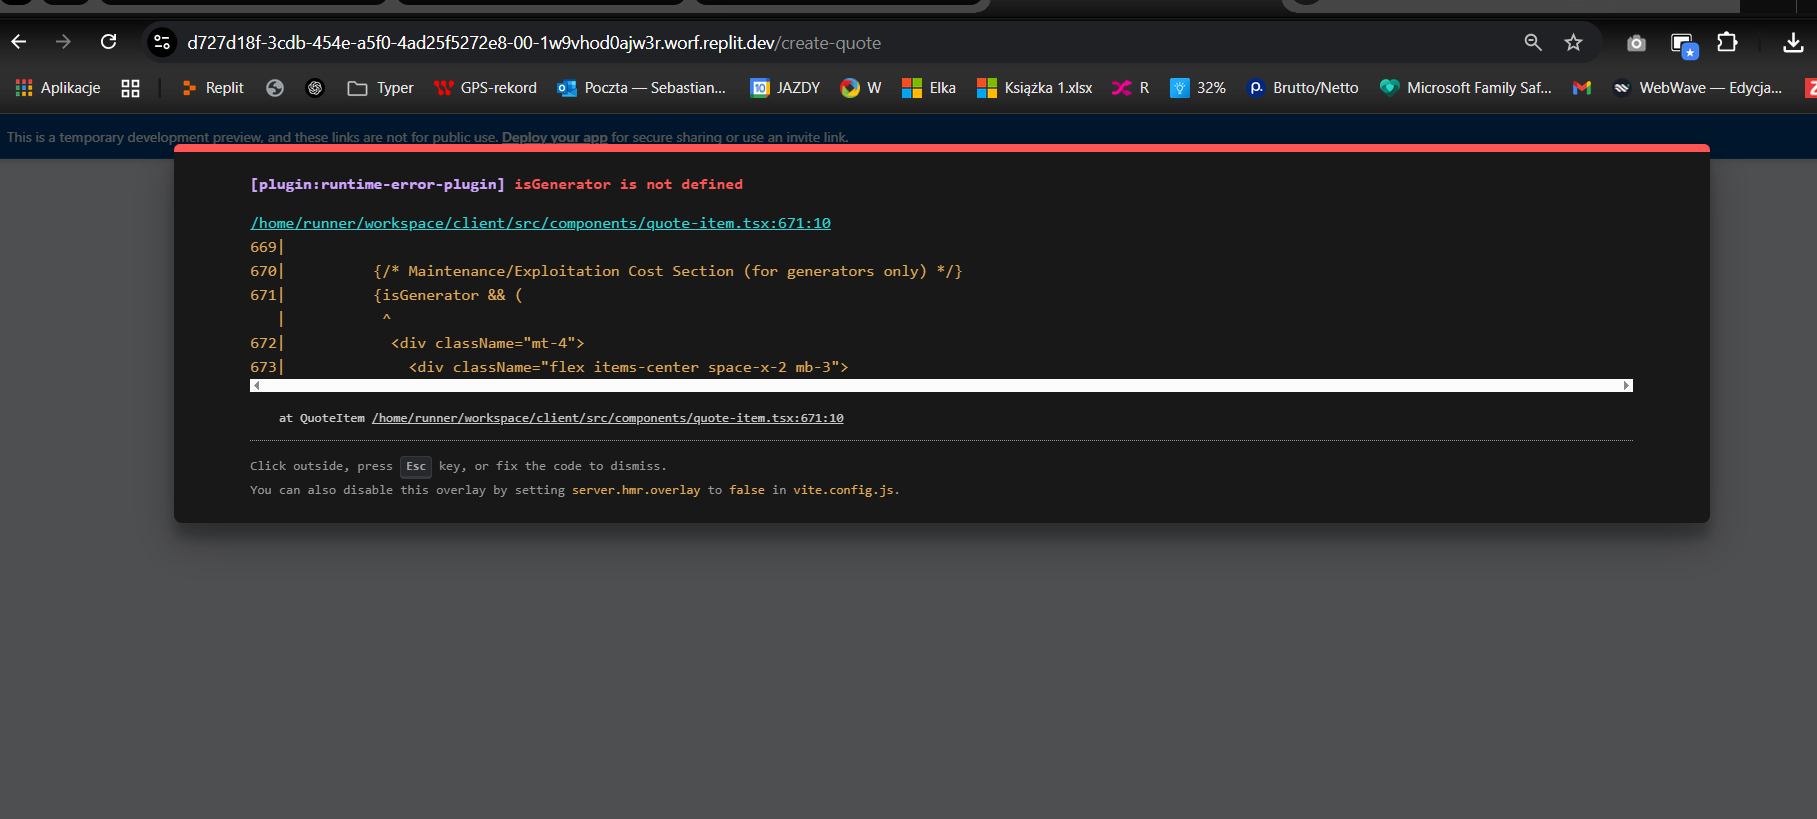 d727d18f-3cdb-454e-a5f0-4ad25f5272e8-00-1w9vhod0ajw3r.worf.replit.dev/create-quote
Aplikacje Replit Typer GPS-rekord Poczta — Sebastian... 10 JAZDY W Elka Książka 1.xlsx R 32% p. Brutto/Netto Microsoft Family Saf... WebWave — Edycja...
This is a temporary development preview, and these links are not for public use. Deploy your app for secure sharing or use an invite link.
[plugin:runtime-error-plugin] isGenerator is not defined
/home/runner/workspace/client/src/components/quote-item.tsx:671:10
669|
670|          {/* Maintenance/Exploitation Cost Section (for generators only) */}
671|          {isGenerator && (
   |           ^
672|            <div className="mt-4">
673|              <div className="flex items-center space-x-2 mb-3">
at QuoteItem /home/runner/workspace/client/src/components/quote-item.tsx:671:10
Click outside, press Esc key, or fix the code to dismiss.
You can also disable this overlay by setting server.hmr.overlay to false in vite.config.js.